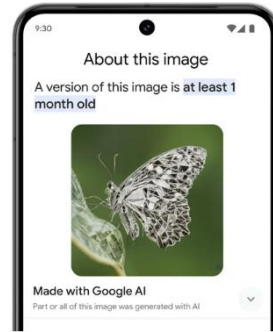 9:30
About this image
A version of this image is at least 1
month old
Made with Google AI
Part or all of this image was generated with AI